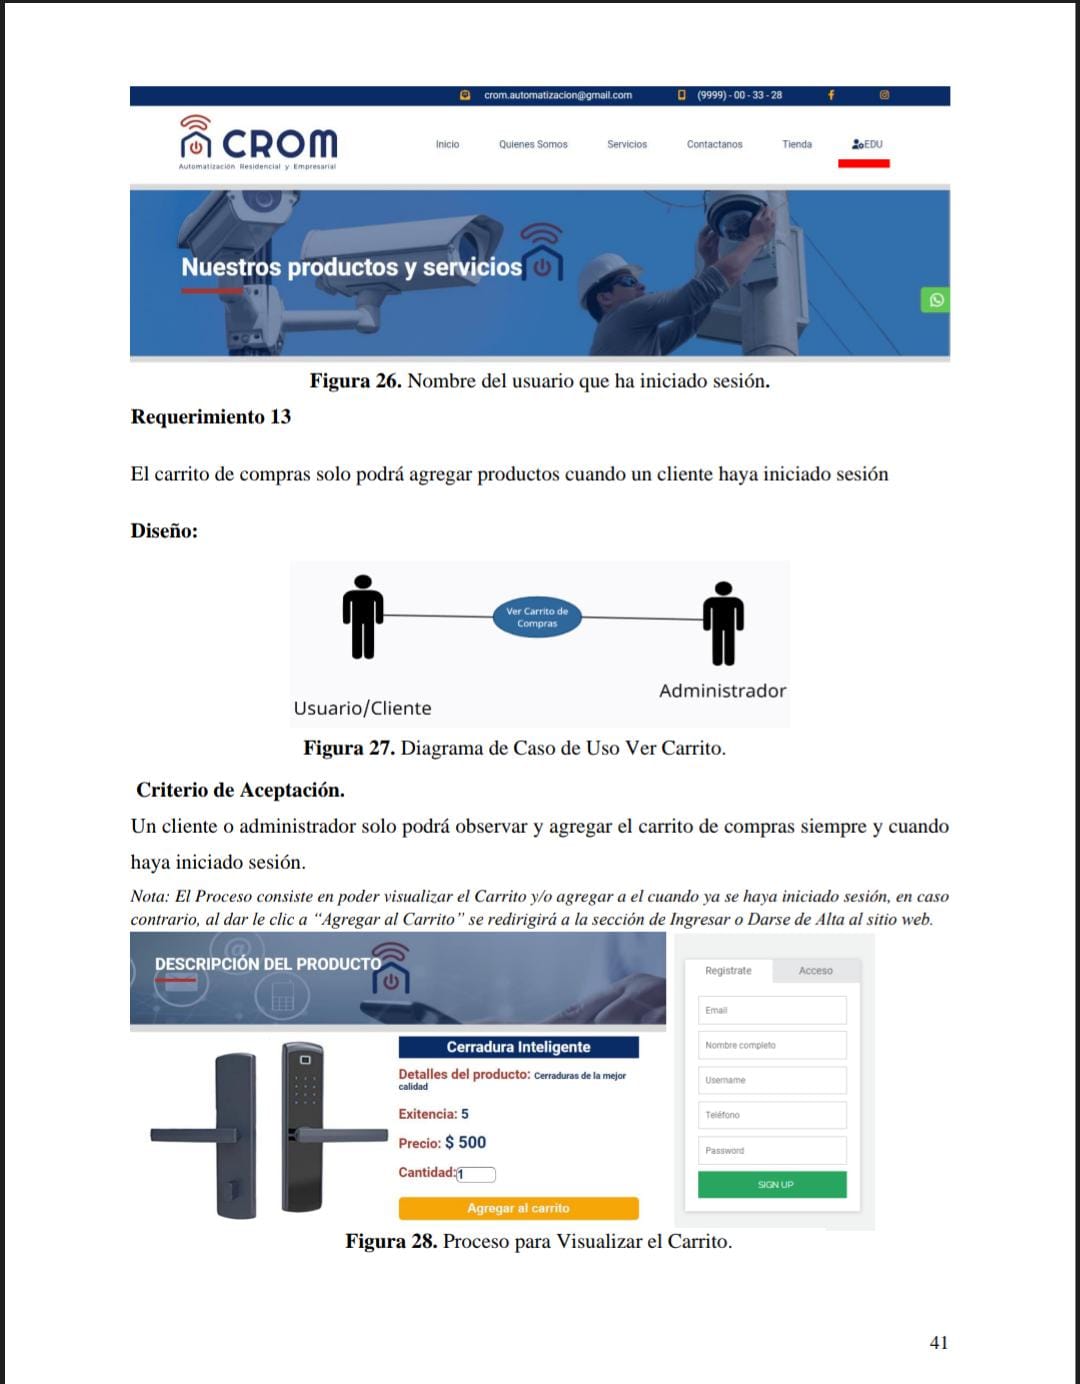 crom.automatizacion@gmail.com (9999) - 00 - 33 - 28
CROM
Automatización Residencial y Empresarial
Inicio Quienes Somos Servicios Contactanos Tienda EDU
Nuestros productos y servicios
Figura 26. Nombre del usuario que ha iniciado sesión.
Requerimiento 13
El carrito de compras solo podrá agregar productos cuando un cliente haya iniciado sesión
Diseño:
Ver Carrito de
Compras
Administrador
Usuario/Cliente
Figura 27. Diagrama de Caso de Uso Ver Carrito.
Criterio de Aceptación.
Un cliente o administrador solo podrá observar y agregar el carrito de compras siempre y cuando
haya iniciado sesión.
Nota: El Proceso consiste en poder visualizar el Carrito y/o agregar a el cuando ya se haya iniciado sesión, en caso
contrario, al dar le clic a “Agregar al Carrito” se redirigirá a la sección de Ingresar o Darse de Alta al sitio web.
DESCRIPCIÓN DEL PRODUCTO
Cerradura Inteligente
Detalles del producto: Cerraduras de la mejor
calidad
Exitencia: 5
Precio: $ 500
Cantidad:1
Agregar al carrito
Registrate Acceso
Email
Nombre completo
Username
Teléfono
Password
SIGN UP
Figura 28. Proceso para Visualizar el Carrito.
41